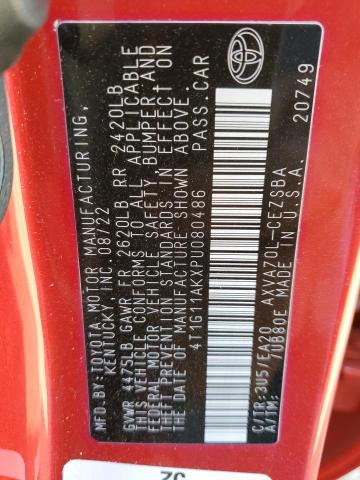 MFD.BY: TOYOTA MOTOR MANUFACTURING,
KENTUCKY, INC. 08/22
GVWR 4475LB GAWR FR 2620LB RR 2420LB
THIS VEHICLE CONFORMS TO ALL APPLICABLE
FEDERAL MOTOR VEHICLE SAFETY, BUMPER, AND
THEFT PREVENTION STANDARDS IN EFFECT ON
THE DATE OF MANUFACTURE SHOWN ABOVE.
4T1G11AKXPU080486 PASS.CAR
C/TR: 3U5/EA20 AXVA70L-CEZSBA
A/TM: /UB80E MADE IN U.S.A.
20749